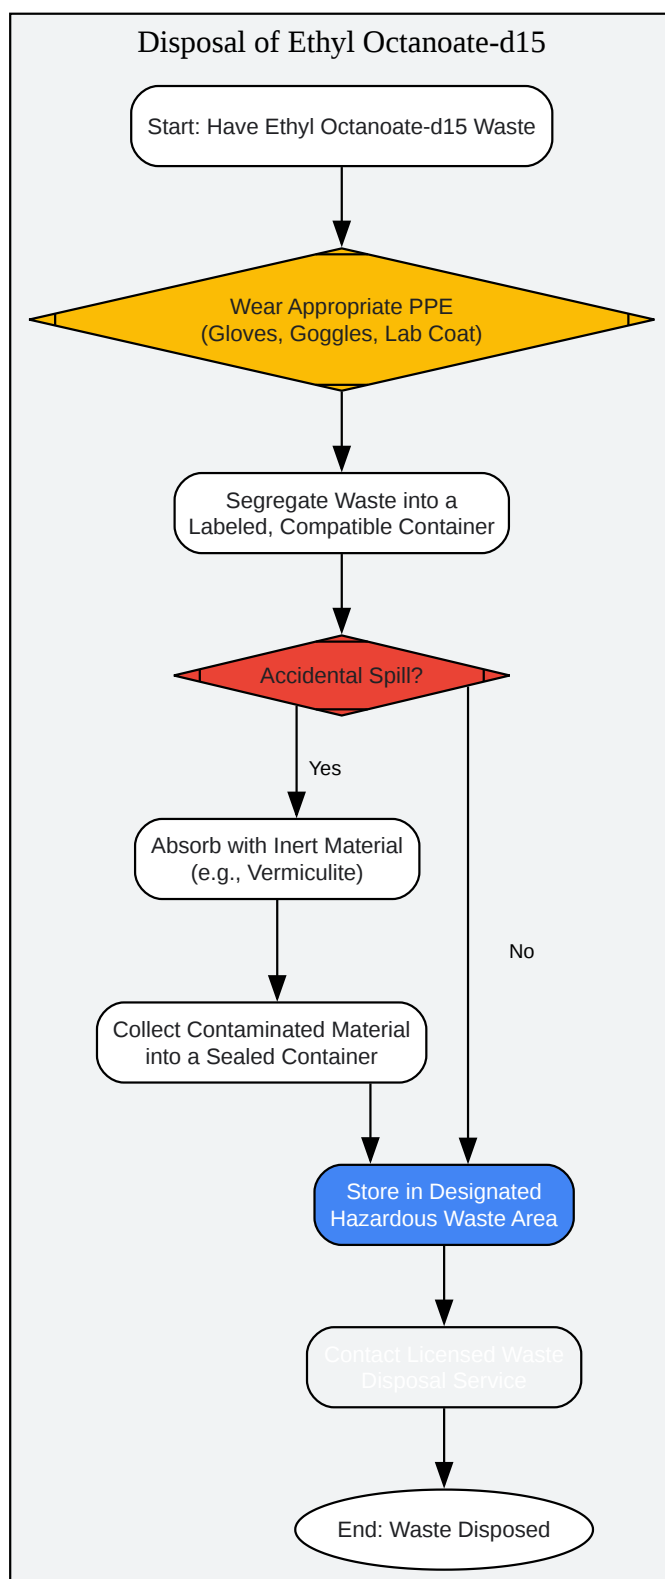 Disposal of Ethyl Octanoate-d15
Start: Have Ethyl Octanoate-d15 Waste
Wear Appropriate PPE
(Gloves, Goggles, Lab Coat)
Segregate Waste into a
Labeled, Compatible Container
Accidental Spill?
Yes
Absorb with Inert Material
(e.g., Vermiculite)
No
Collect Contaminated Material
into a Sealed Container
Store in Designated
Hazardous Waste Area
Contact Licensed Waste
Disposal Service
End: Waste Disposed